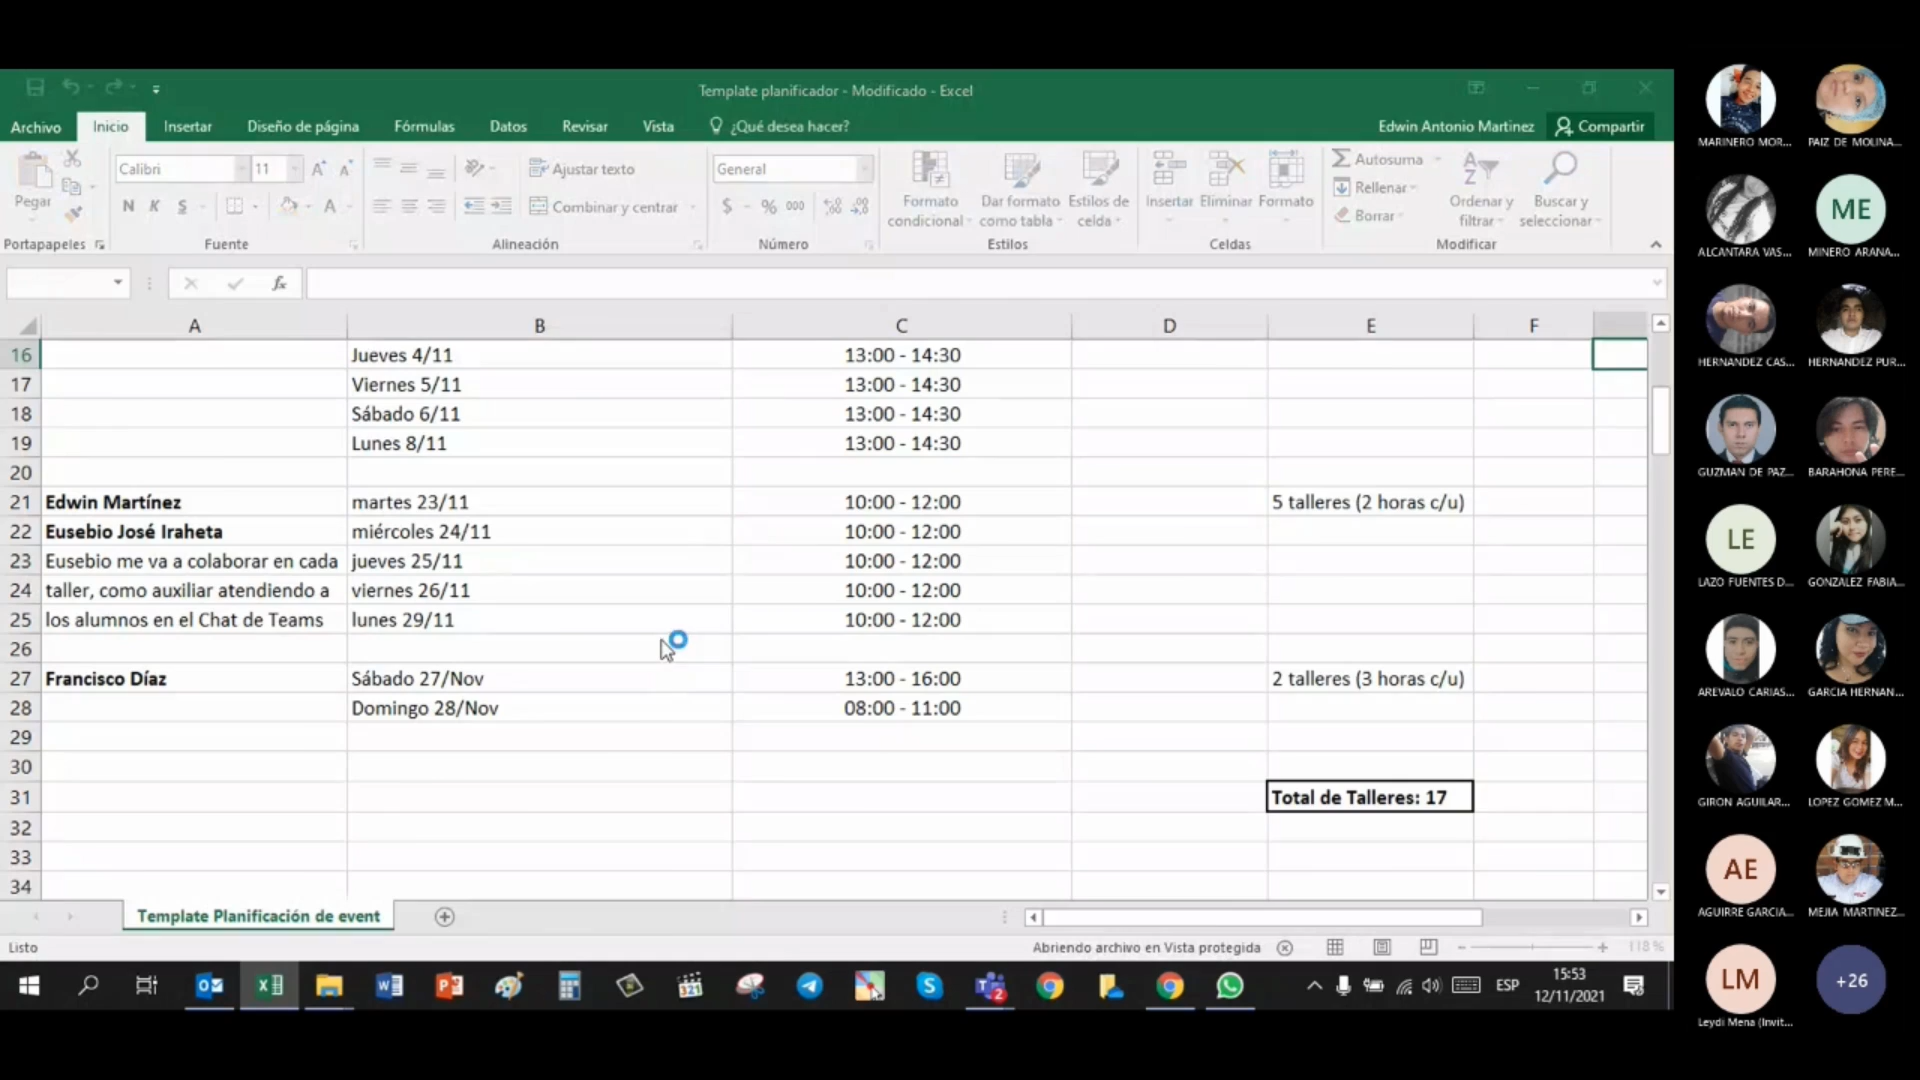 Template planificador - Modificado - Excel
Archivo Inicio Insertar Diseño de página Fórmulas Datos Revisar Vista ¿Qué desea hacer? Edwin Antonio Martinez Compartir
Pegar
Portapapeles
Calibri 11
N K S A
Fuente
Ajustar texto
Combinar y centrar
Alineación
General
$ % 000
Número
Formato condicional
Dar formato como tabla
Estilos de celda
Estilos
Insertar Eliminar Formato
Celdas
Autosuma
Rellenar
Borrar
Ordenar y filtrar
Buscar y seleccionar
Modificar
fx
A B C D E F
16 Jueves 4/11 13:00 - 14:30
17 Viernes 5/11 13:00 - 14:30
18 Sábado 6/11 13:00 - 14:30
19 Lunes 8/11 13:00 - 14:30
20
21 Edwin Martínez martes 23/11 10:00 - 12:00 5 talleres (2 horas c/u)
22 Eusebio José Iraheta miércoles 24/11 10:00 - 12:00
23 Eusebio me va a colaborar en cada jueves 25/11 10:00 - 12:00
24 taller, como auxiliar atendiendo a viernes 26/11 10:00 - 12:00
25 los alumnos en el Chat de Teams lunes 29/11 10:00 - 12:00
26
27 Francisco Díaz Sábado 27/Nov 13:00 - 16:00 2 talleres (3 horas c/u)
28 Domingo 28/Nov 08:00 - 11:00
29
30
31 Total de Talleres: 17
32
33
34
Template Planificación de event
Listo Abriendo archivo en Vista protegida 118 %
ESP 15:53
12/11/2021
MARINERO MOR... PAIZ DE MOLINA...
ME
ALCANTARA VAS... MINERO ARANA...
HERNANDEZ CAS... HERNANDEZ PUR...
GUZMAN DE PAZ... BARAHONA PERE...
LE
LAZO FUENTES D... GONZALEZ FABIA...
AREVALO CARIAS... GARCIA HERNAN...
GIRON AGUILAR... LOPEZ GOMEZ M...
AE
AGUIRRE GARCIA... MEJIA MARTINEZ...
LM +26
Leydi Mena (Invit...